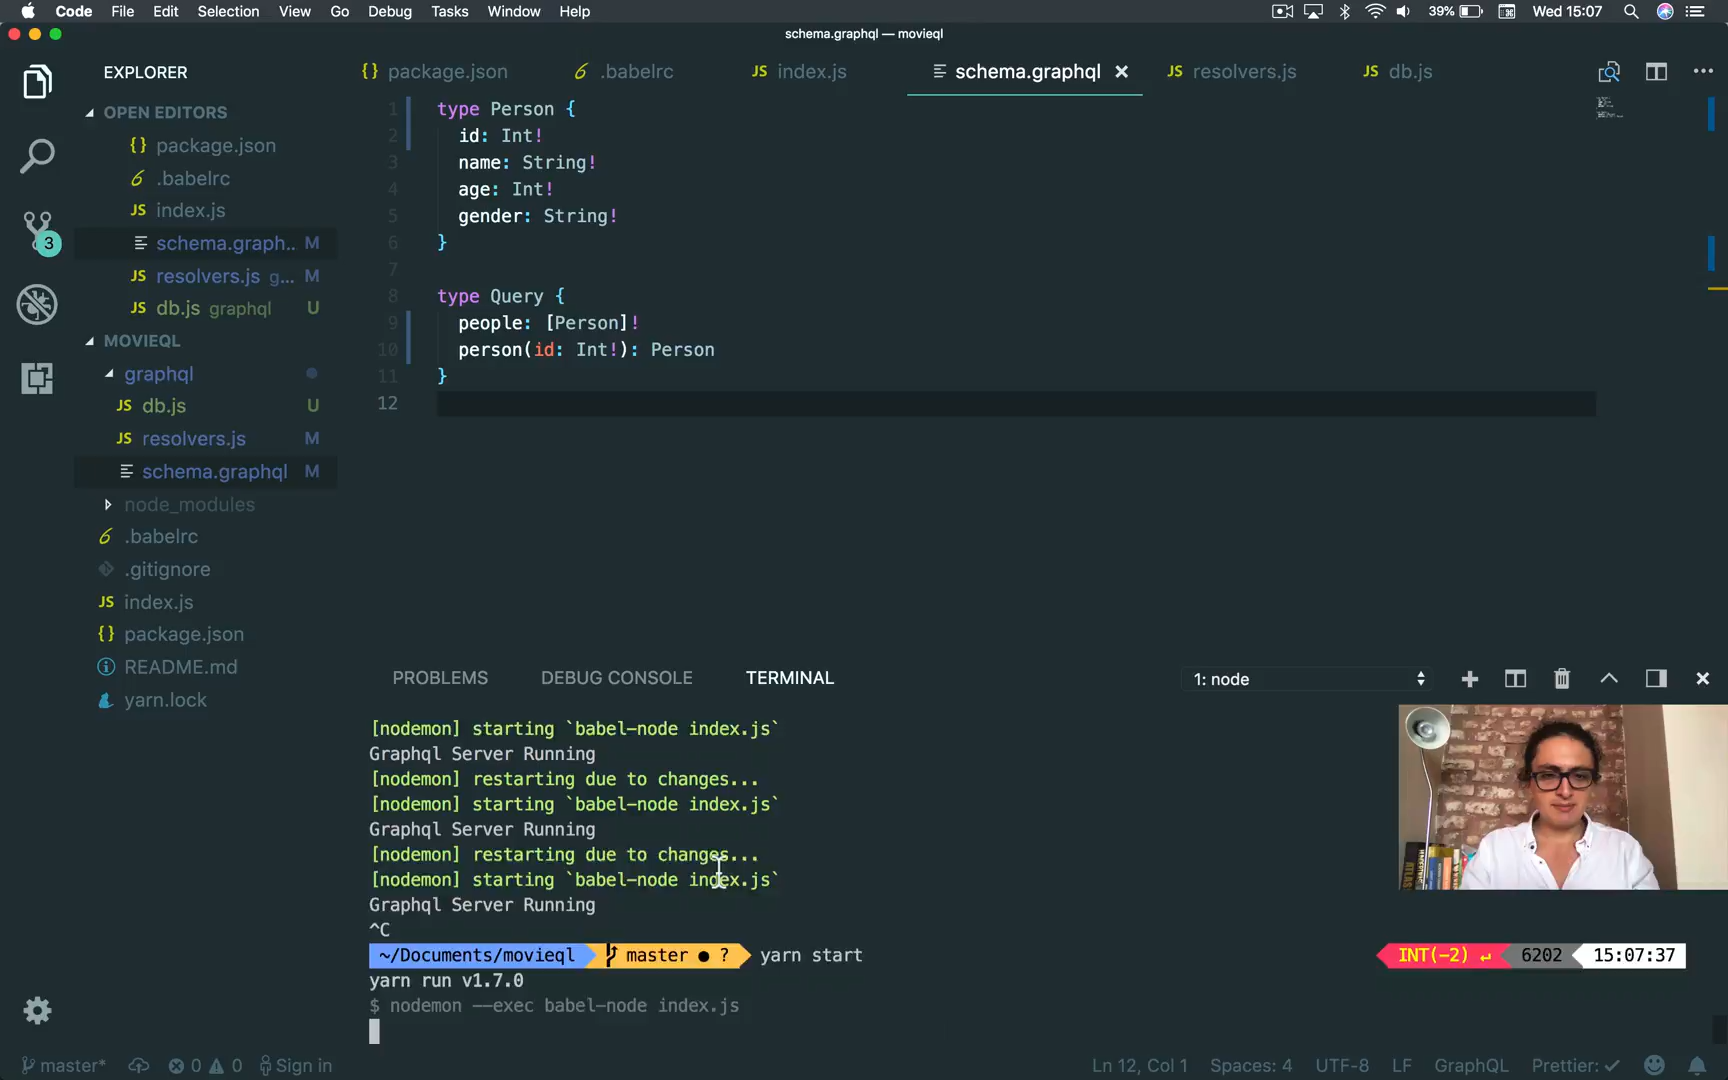 Code File Edit Selection View Go Debug Tasks Window Help 39% Wed 15:07
schema.graphql — movieql
EXPLORER
OPEN EDITORS
{} package.json
.babelrc
JS index.js
schema.graph.. M
JS resolvers.js g... M
JS db.js graphql U
3
MOVIEQL
graphql
JS db.js U
JS resolvers.js M
schema.graphql M
node_modules
.babelrc
.gitignore
JS index.js
{} package.json
README.md
yarn.lock
{} package.json .babelrc JS index.js schema.graphql JS resolvers.js JS db.js
1 type Person {
2 id: Int!
3 name: String!
4 age: Int!
5 gender: String!
6 }
7
8 type Query {
9 people: [Person]!
10 person(id: Int!): Person
11 }
12
PROBLEMS DEBUG CONSOLE TERMINAL 1: node
[nodemon] starting `babel-node index.js`
Graphql Server Running
[nodemon] restarting due to changes...
[nodemon] starting `babel-node index.js`
Graphql Server Running
[nodemon] restarting due to changes...
[nodemon] starting `babel-node index.js`
Graphql Server Running
^C
~/Documents/movieql master ● ? yarn start INT(-2) ↵ 6202 15:07:37
yarn run v1.7.0
$ nodemon --exec babel-node index.js
master* 0 0 Sign in Ln 12, Col 1 Spaces: 4 UTF-8 LF GraphQL Prettier: ✓